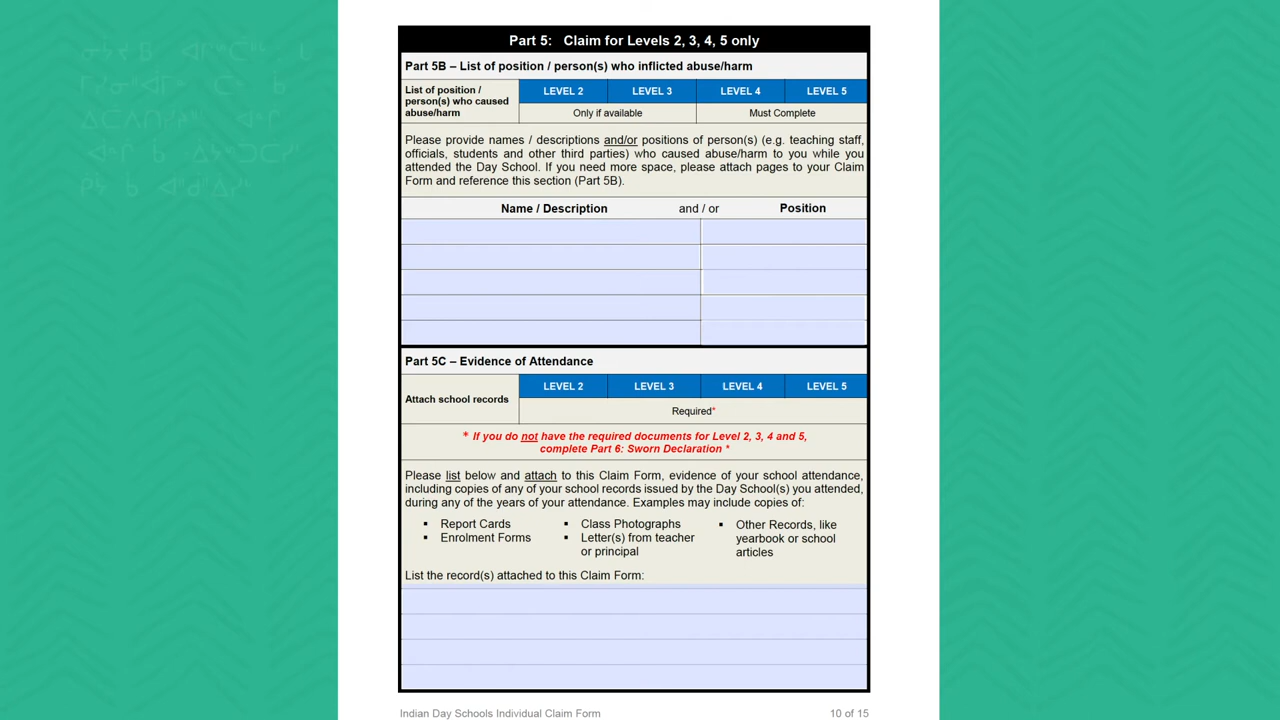 Part 5: Claim for Levels 2, 3, 4, 5 only
Part 5B – List of position / person(s) who inflicted abuse/harm
List of position /
person(s) who caused
abuse/harm
LEVEL 2 LEVEL 3 LEVEL 4 LEVEL 5
Only if available Must Complete
Please provide names / descriptions and/or positions of person(s) (e.g. teaching staff,
officials, students and other third parties) who caused abuse/harm to you while you
attended the Day School. If you need more space, please attach pages to your Claim
Form and reference this section (Part 5B).
Name / Description and / or Position
Part 5C – Evidence of Attendance
Attach school records
LEVEL 2 LEVEL 3 LEVEL 4 LEVEL 5
Required*
* If you do not have the required documents for Level 2, 3, 4 and 5,
complete Part 6: Sworn Declaration *
Please list below and attach to this Claim Form, evidence of your school attendance,
including copies of any of your school records issued by the Day School(s) you attended,
during any of the years of your attendance. Examples may include copies of:
▪ Report Cards
▪ Enrolment Forms
▪ Class Photographs
▪ Letter(s) from teacher
or principal
▪ Other Records, like
yearbook or school
articles
List the record(s) attached to this Claim Form:
Indian Day Schools Individual Claim Form 10 of 15